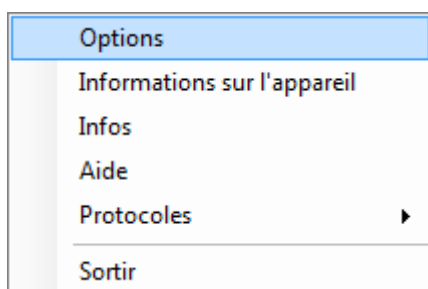 Options
Informations sur l'appareil
Infos
Aide
Protocoles
Sortir